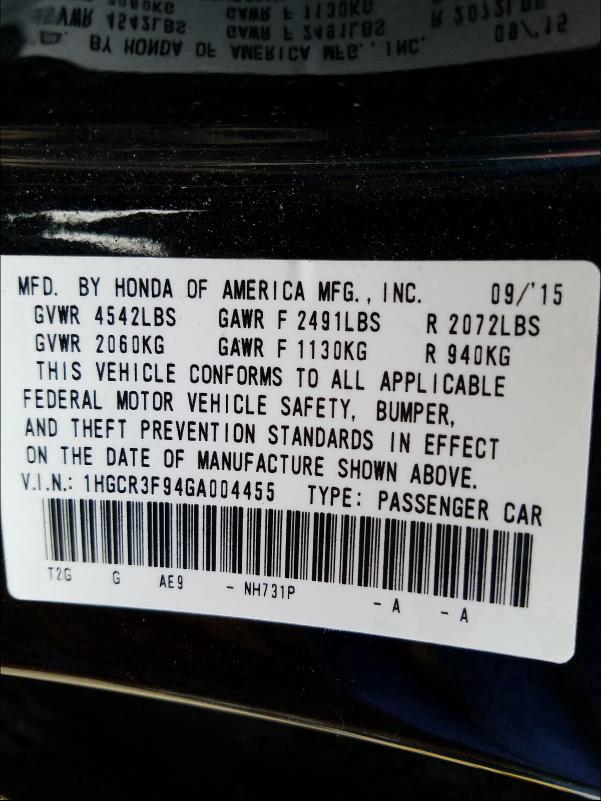 MFD. BY HONDA OF AMERICA MFG., INC. 09/'15
GVWR 4542LBS GAWR F 2491LBS R 2072LBS
GVWR 2060KG GAWR F 1130KG R 940KG
THIS VEHICLE CONFORMS TO ALL APPLICABLE
FEDERAL MOTOR VEHICLE SAFETY, BUMPER,
AND THEFT PREVENTION STANDARDS IN EFFECT
ON THE DATE OF MANUFACTURE SHOWN ABOVE.
V.I.N.: 1HGCR3F94GA004455 TYPE: PASSENGER CAR
T2G G AE9 - NH731P - A - A